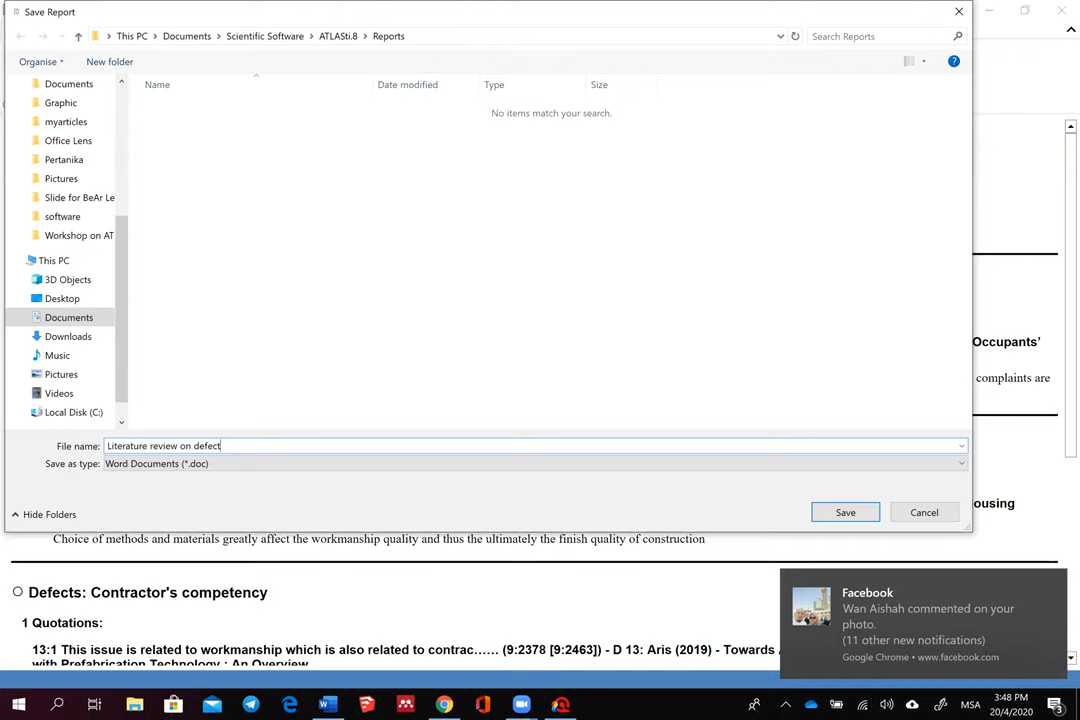 Save Report
This PC > Documents > Scientific Software > ATLASti.8 > Reports
Search Reports
Organise
New folder
?
Documents
Graphic
myarticles
Office Lens
Pertanika
Pictures
Slide for BeAr Le
software
Workshop on AT
This PC
3D Objects
Desktop
Documents
Downloads
Music
Pictures
Videos
Local Disk (C:)
Name
Date modified
Type
Size
No items match your search.
File name: Literature review on defect
Save as type: Word Documents (*.doc)
Hide Folders
Save
Cancel
Occupants'
complaints are
ousing
Choice of methods and materials greatly affect the workmanship quality and thus the ultimately the finish quality of construction
Defects: Contractor's competency
1 Quotations:
13:1 This issue is related to workmanship which is also related to contrac…… (9:2378 [9:2463]) - D 13: Aris (2019) - Towards
with Prefabrication Technology : An Overview
Facebook
Wan Aishah commented on your
photo.
(11 other new notifications)
Google Chrome • www.facebook.com
MSA
3:48 PM
20/4/2020
3